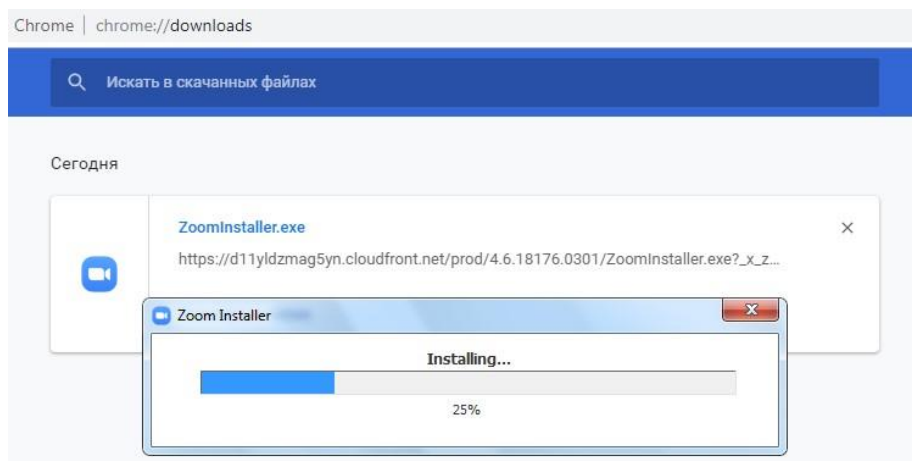 Chrome | chrome://downloads
Искать в скачанных файлах
Сегодня
ZoomInstaller.exe
https://d11yldzmag5yn.cloudfront.net/prod/4.6.18176.0301/ZoomInstaller.exe?_x_z...
Zoom Installer
Installing...
25%